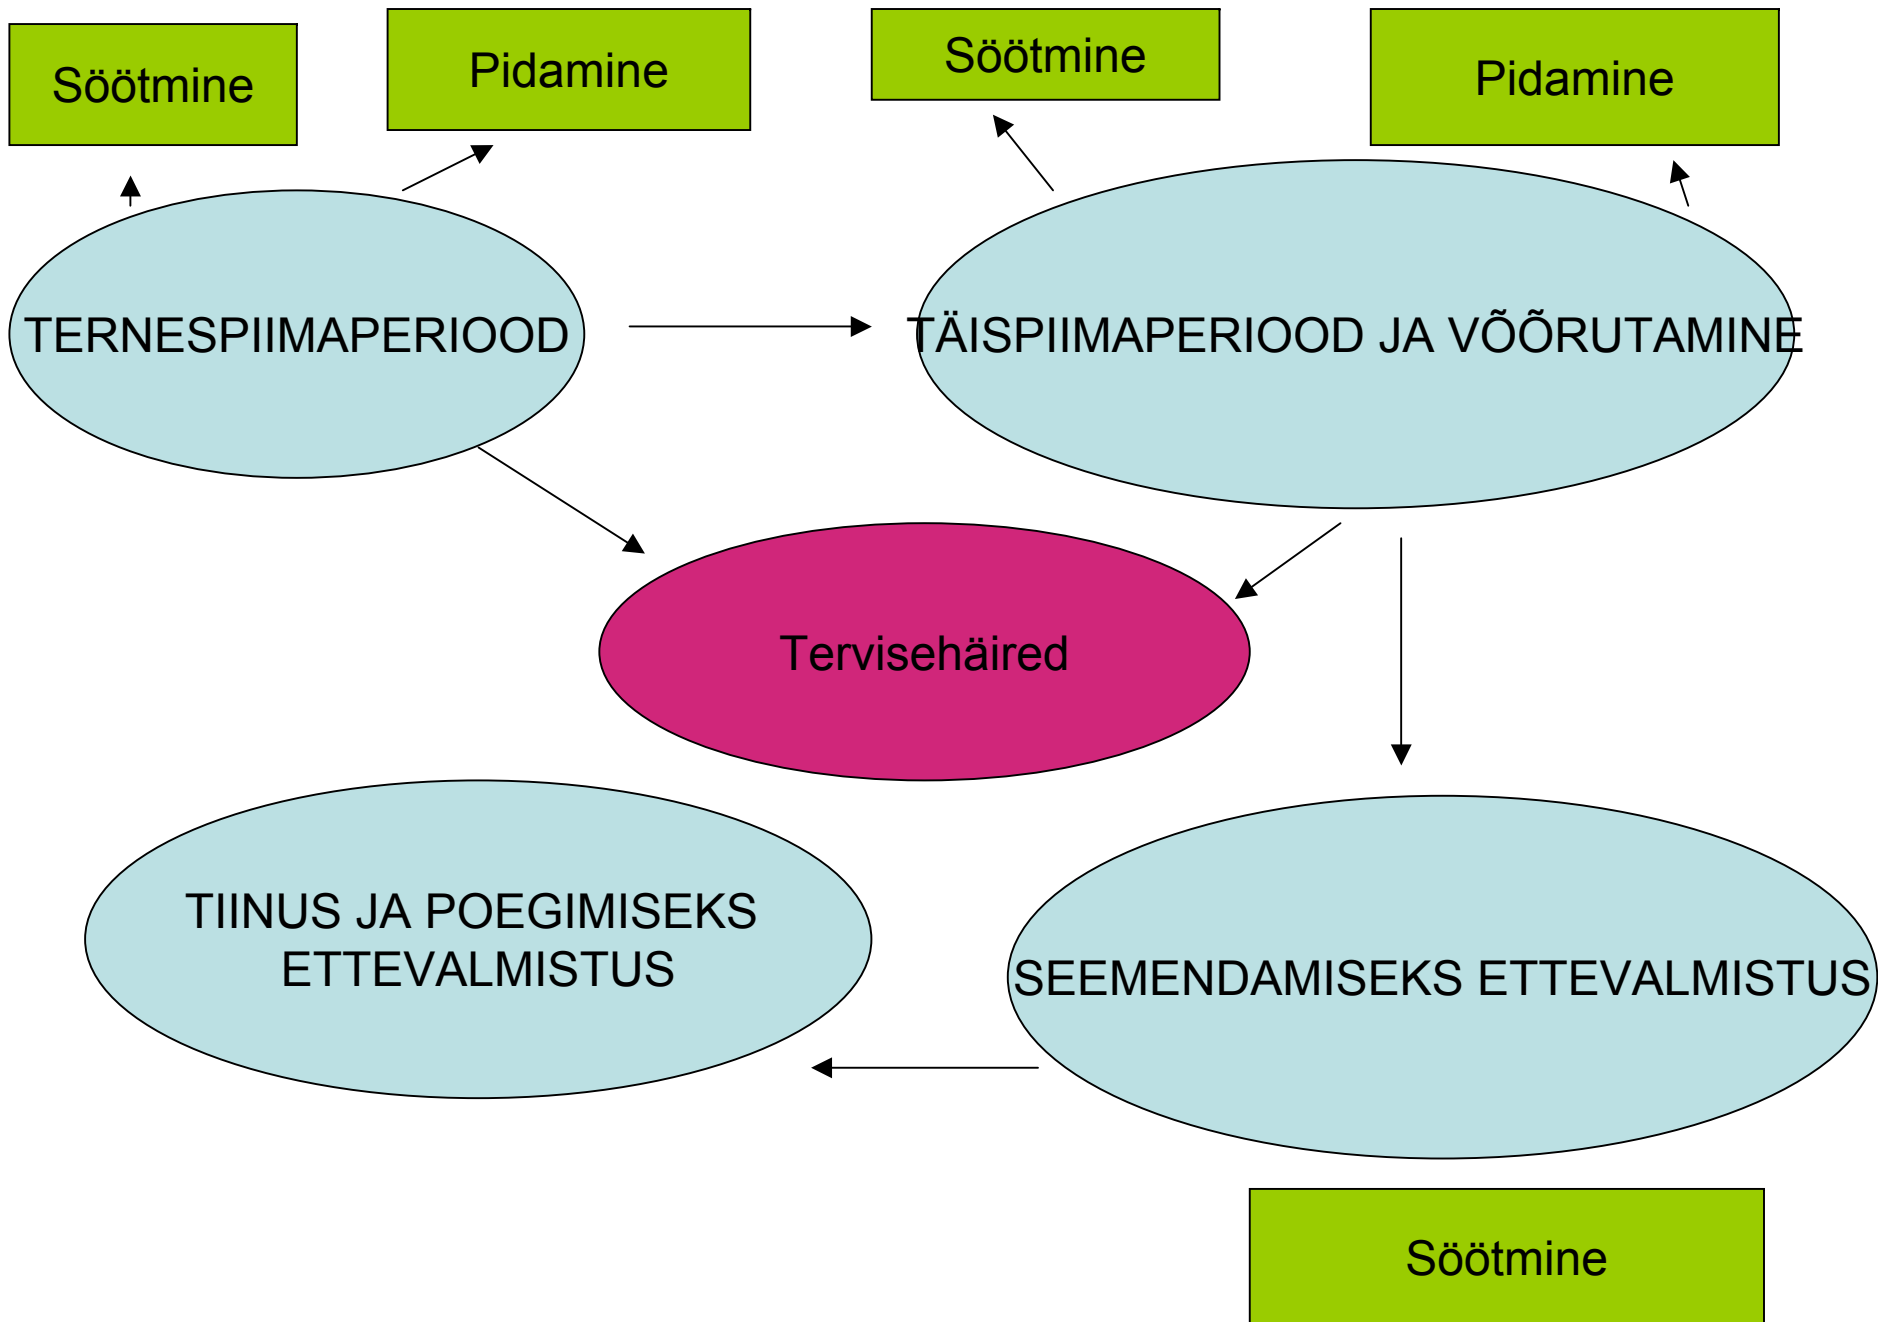 Söötmine
Pidamine
Söötmine
Pidamine
TERNESPIIMAPERIOOD
TÄISPIIMAPERIOOD JA VÕÕRUTAMINE
Tervisehäired
TIINUS JA POEGIMISEKS
ETTEVALMISTUS
SEEMENDAMISEKS ETTEVALMISTUS
Söötmine